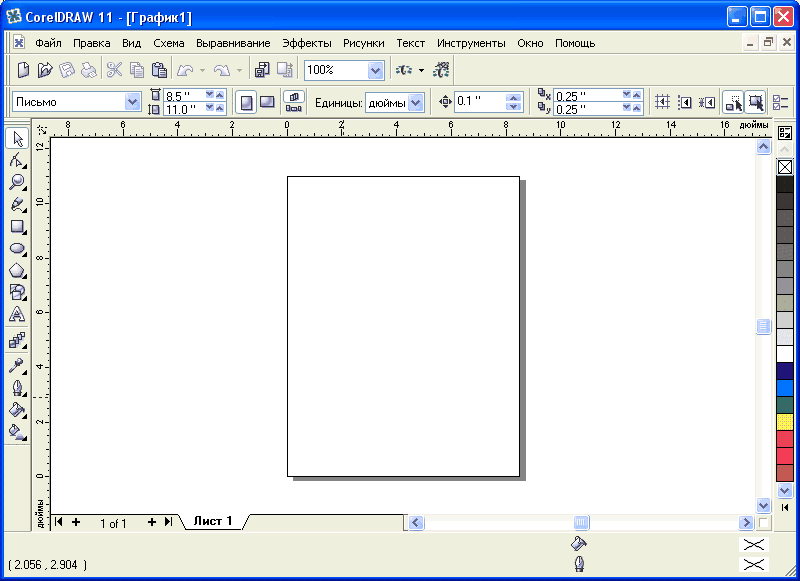 CorelDRAW 11 - [График1]
Файл Правка Вид Схема Выравнивание Эффекты Рисунки Текст Инструменты Окно Помощь
100%
Письмо 8.5 " 11.0 " Единицы: дюймы 0.1 " x 0.25 " y 0.25 "
8 6 4 2 0 2 4 6 8 10 12 14 16 дюймы
12
10
8
6
4
2
0
дюймы
1 of 1 Лист 1
( 2.056 , 2.904 )